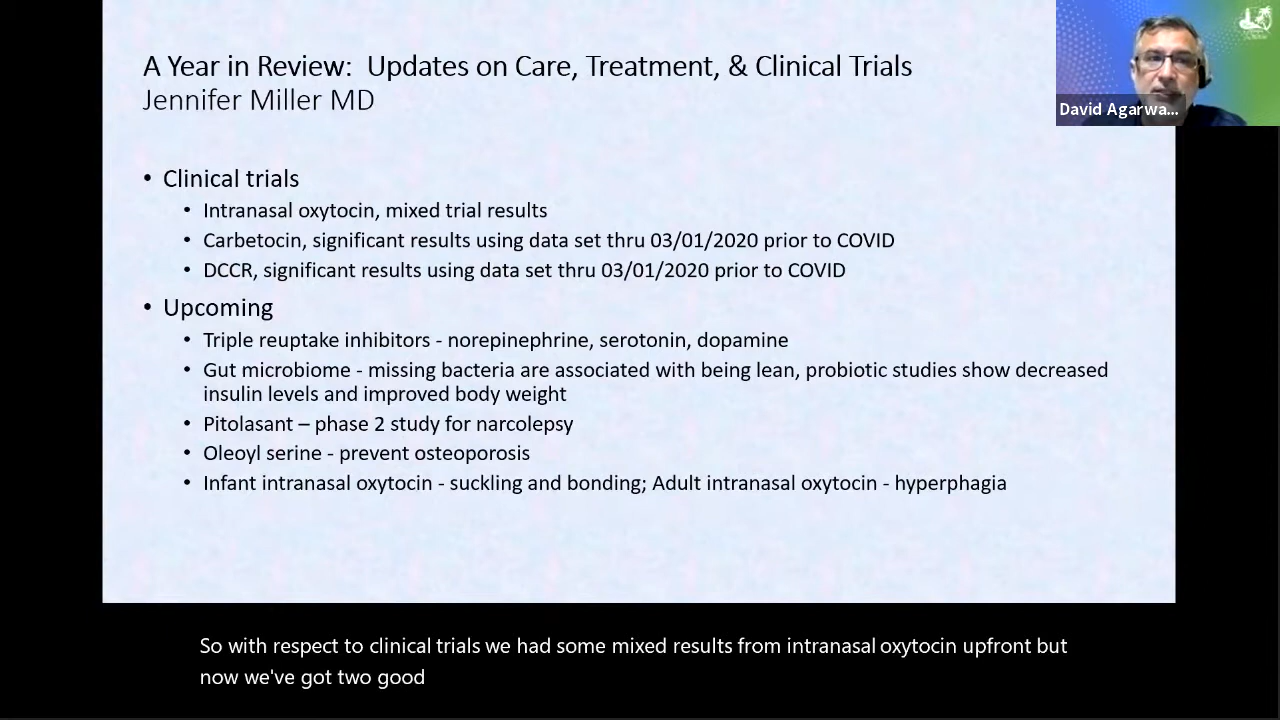 A Year in Review:  Updates on Care, Treatment, & Clinical Trials
Jennifer Miller MD
David Agarwa...
• Clinical trials
• Intranasal oxytocin, mixed trial results
• Carbetocin, significant results using data set thru 03/01/2020 prior to COVID
• DCCR, significant results using data set thru 03/01/2020 prior to COVID
• Upcoming
• Triple reuptake inhibitors - norepinephrine, serotonin, dopamine
• Gut microbiome - missing bacteria are associated with being lean, probiotic studies show decreased
insulin levels and improved body weight
• Pitolasant – phase 2 study for narcolepsy
• Oleoyl serine - prevent osteoporosis
• Infant intranasal oxytocin - suckling and bonding; Adult intranasal oxytocin - hyperphagia
So with respect to clinical trials we had some mixed results from intranasal oxytocin upfront but
now we've got two good